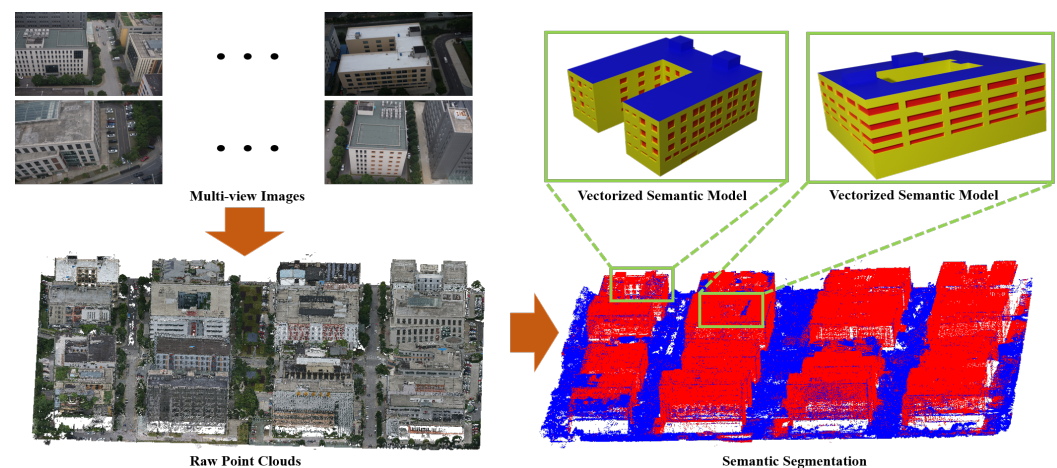 Multi-view Images
Vectorized Semantic Model
Vectorized Semantic Model
Raw Point Clouds
Semantic Segmentation